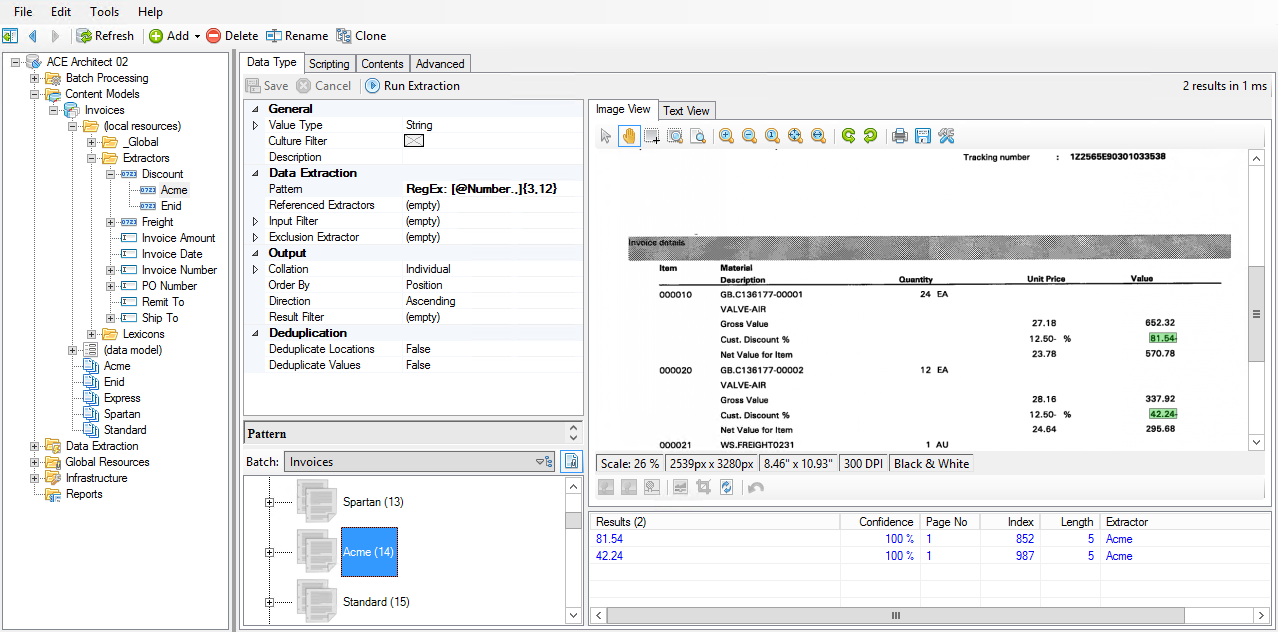 File Edit Tools Help
Refresh Add Delete Rename Clone
ACE Architect 02
Batch Processing
Content Models
Invoices
(local resources)
_Global
Extractors
Discount
Acme
Enid
Freight
Invoice Amount
Invoice Date
Invoice Number
PO Number
Remit To
Ship To
Lexicons
(data model)
Acme
Enid
Express
Spartan
Standard
Data Extraction
Global Resources
Infrastructure
Reports
Data Type Scripting Contents Advanced
Save Cancel Run Extraction 2 results in 1 ms
General
Value Type String
Culture Filter
Description
Data Extraction
Pattern RegEx: [@Number.,]{3,12}
Referenced Extractors (empty)
Input Filter (empty)
Exclusion Extractor (empty)
Output
Collation Individual
Order By Position
Direction Ascending
Result Filter (empty)
Deduplication
Deduplicate Locations False
Deduplicate Values False
Pattern
Batch: Invoices
Spartan (13)
Acme (14)
Standard (15)
Image View Text View
Tracking number : 1Z2565E90301033538
Invoice details
Item Material
Description Quantity Unit Price Value
000010 GB.C136177-00001 24 EA
VALVE-AIR
Gross Value 27.18 652.32
Cust. Discount % 12.50- % 81.54-
Net Value for Item 23.78 570.78
000020 GB.C136177-00002 12 EA
VALVE-AIR
Gross Value 28.16 337.92
Cust. Discount % 12.50- % 42.24-
Net Value for Item 24.64 295.68
000021 WS.FREIGHT0231 1 AU
Scale: 26 % 2539px x 3280px 8.46" x 10.93" 300 DPI Black & White
Results (2) Confidence Page No Index Length Extractor
81.54 100 % 1 852 5 Acme
42.24 100 % 1 987 5 Acme